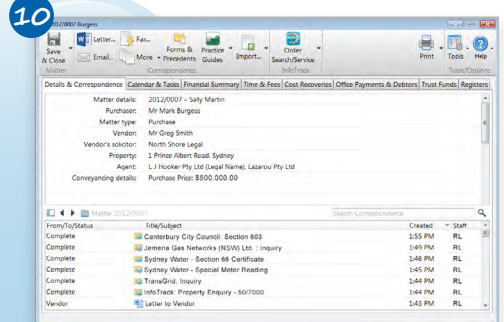 10
2012/0007 Burgess
Save & Close
Letter...
Email...
Fax...
More
Forms & Precedents
Practice Guides
Import...
Order Search/Service
Print
Tools
Help
Matter
Correspondence
InfoTrack
Tools/Options
Details & Correspondence Calendar & Tasks Financial Summary Time & Fees Cost Recoveries Office Payments & Debtors Trust Funds Registers
Matter details: 2012/0007 - Sally Martin
Purchaser: Mr Mark Burgess
Matter type: Purchase
Vendor: Mr Greg Smith
Vendor's solicitor: North Shore Legal
Property: 1 Prince Albert Road, Sydney
Agent: L J Hooker Pty Ltd (Legal Name), Lazarou Pty Ltd
Conveyancing details: Purchase Price: $500,000.00
Matter 2012/0007 Search Correspondence
From/To/Status Title/Subject Created Staff
Complete Canterbury City Council: Section 603 1:55 PM RL
Complete Jemena Gas Networks (NSW) Ltd. : Inquiry 1:49 PM RL
Complete Sydney Water - Section 66 Certificate 1:46 PM RL
Complete Sydney Water - Special Meter Reading 1:45 PM RL
Complete TransGrid: Inquiry 1:44 PM RL
Complete InfoTrack: Property Enquiry - 50/7000 1:44 PM RL
Vendor Letter to Vendor 1:43 PM RL